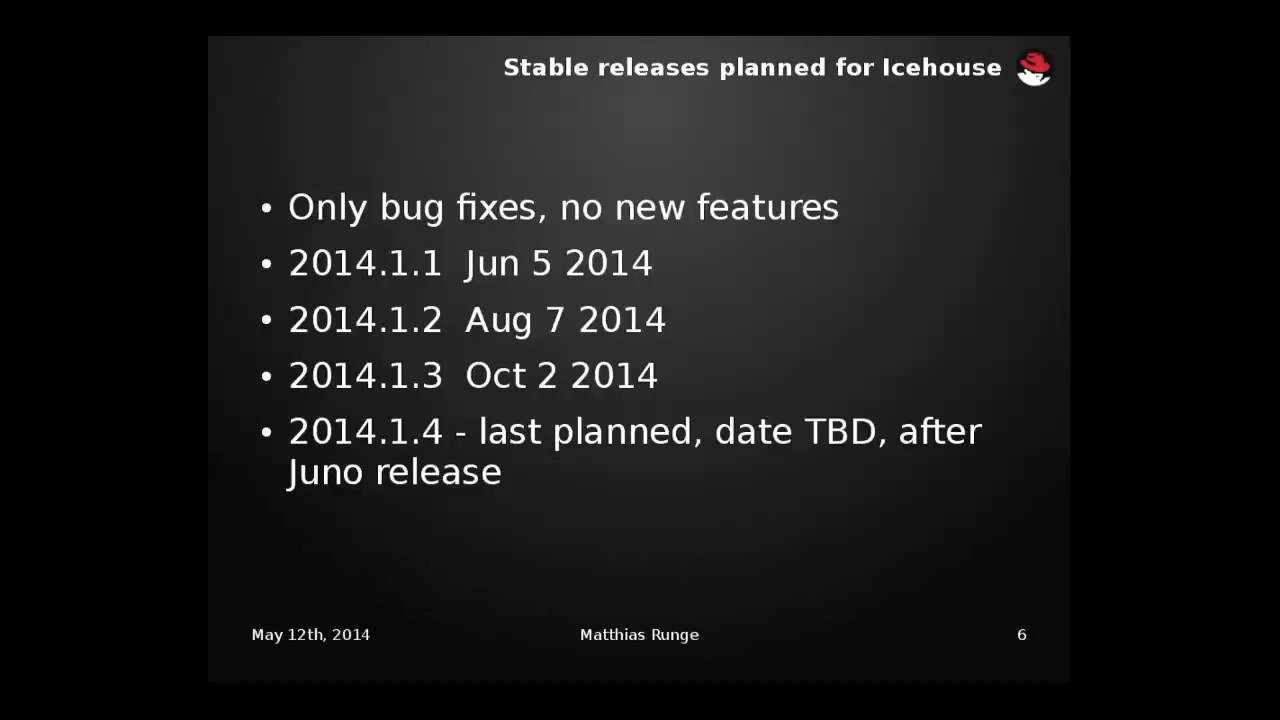 Stable releases planned for Icehouse
• Only bug fixes, no new features
• 2014.1.1 Jun 5 2014
• 2014.1.2 Aug 7 2014
• 2014.1.3 Oct 2 2014
• 2014.1.4 - last planned, date TBD, after
Juno release
May 12th, 2014 Matthias Runge 6